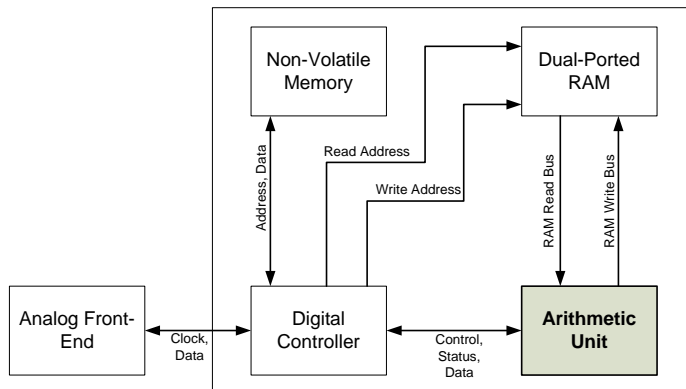 Non-Volatile
Memory
Dual-Ported
RAM
Address, Data
Read Address
Write Address
RAM Read Bus
RAM Write Bus
Analog Front-
End
Clock,
Data
Digital
Controller
Control,
Status,
Data
Arithmetic
Unit